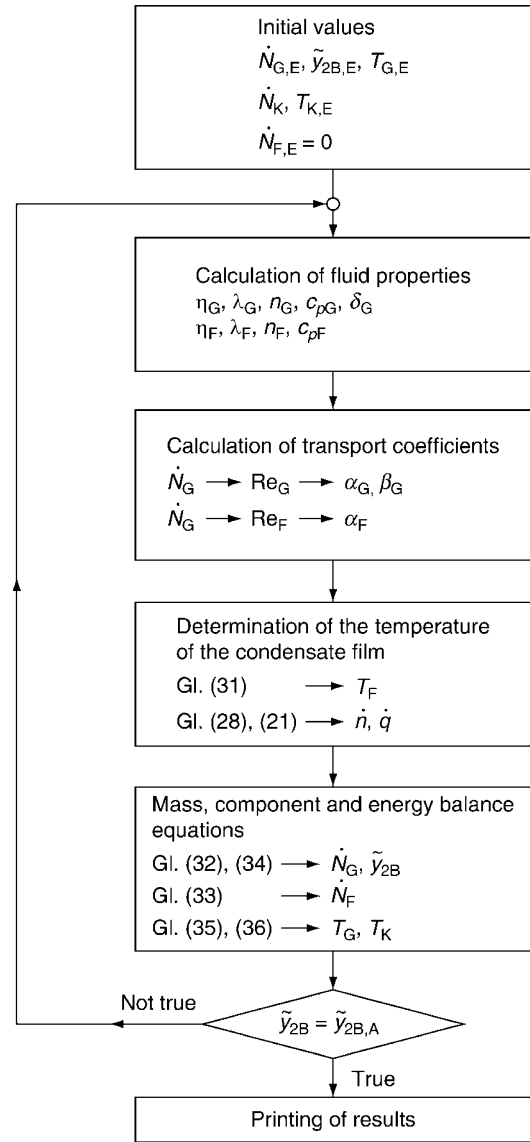 Initial values
Ṅ_G,E, ỹ_2B,E, T_G,E
Ṅ_K, T_K,E
Ṅ_F,E = 0
Calculation of fluid properties
η_G, λ_G, n_G, c_pG, δ_G
η_F, λ_F, n_F, c_pF
Calculation of transport coefficients
Ṅ_G → Re_G → α_G, β_G
Ṅ_G → Re_F → α_F
Determination of the temperature
of the condensate film
Gl. (31) → T_F
Gl. (28), (21) → ṅ, q̇
Mass, component and energy balance
equations
Gl. (32), (34) → Ṅ_G, ỹ_2B
Gl. (33) → Ṅ_F
Gl. (35), (36) → T_G, T_K
Not true
ỹ_2B = ỹ_2B,A
True
Printing of results